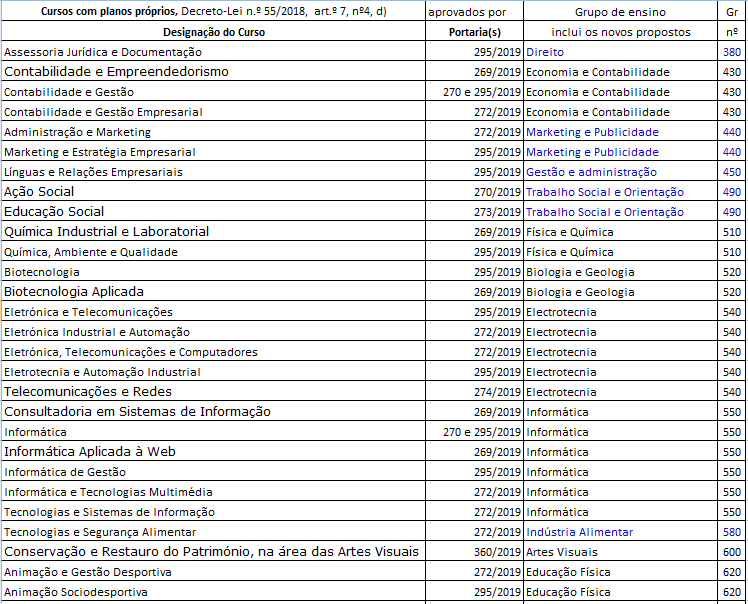 Cursos com planos próprios, Decreto-Lei n.º 55/2018, art.º 7, nº4, d) aprovados por Grupo de ensino Gr
Designação do Curso Portaria(s) inclui os novos propostos nº
Assessoria Jurídica e Documentação 295/2019 Direito 380
Contabilidade e Empreendedorismo 269/2019 Economia e Contabilidade 430
Contabilidade e Gestão 270 e 295/2019 Economia e Contabilidade 430
Contabilidade e Gestão Empresarial 272/2019 Economia e Contabilidade 430
Administração e Marketing 272/2019 Marketing e Publicidade 440
Marketing e Estratégia Empresarial 295/2019 Marketing e Publicidade 440
Línguas e Relações Empresariais 295/2019 Gestão e administração 450
Ação Social 270/2019 Trabalho Social e Orientação 490
Educação Social 273/2019 Trabalho Social e Orientação 490
Química Industrial e Laboratorial 269/2019 Física e Química 510
Química, Ambiente e Qualidade 295/2019 Física e Química 510
Biotecnologia 295/2019 Biologia e Geologia 520
Biotecnologia Aplicada 269/2019 Biologia e Geologia 520
Eletrónica e Telecomunicações 295/2019 Electrotecnia 540
Eletrónica Industrial e Automação 272/2019 Electrotecnia 540
Eletrónica, Telecomunicações e Computadores 272/2019 Electrotecnia 540
Eletrotecnia e Automação Industrial 295/2019 Electrotecnia 540
Telecomunicações e Redes 274/2019 Electrotecnia 540
Consultadoria em Sistemas de Informação 269/2019 Informática 550
Informática 270 e 295/2019 Informática 550
Informática Aplicada à Web 269/2019 Informática 550
Informática de Gestão 295/2019 Informática 550
Informática e Tecnologias Multimédia 272/2019 Informática 550
Tecnologias e Sistemas de Informação 272/2019 Informática 550
Tecnologias e Segurança Alimentar 272/2019 Indústria Alimentar 580
Conservação e Restauro do Património, na área das Artes Visuais 360/2019 Artes Visuais 600
Animação e Gestão Desportiva 272/2019 Educação Física 620
Animação Sociodesportiva 295/2019 Educação Física 620